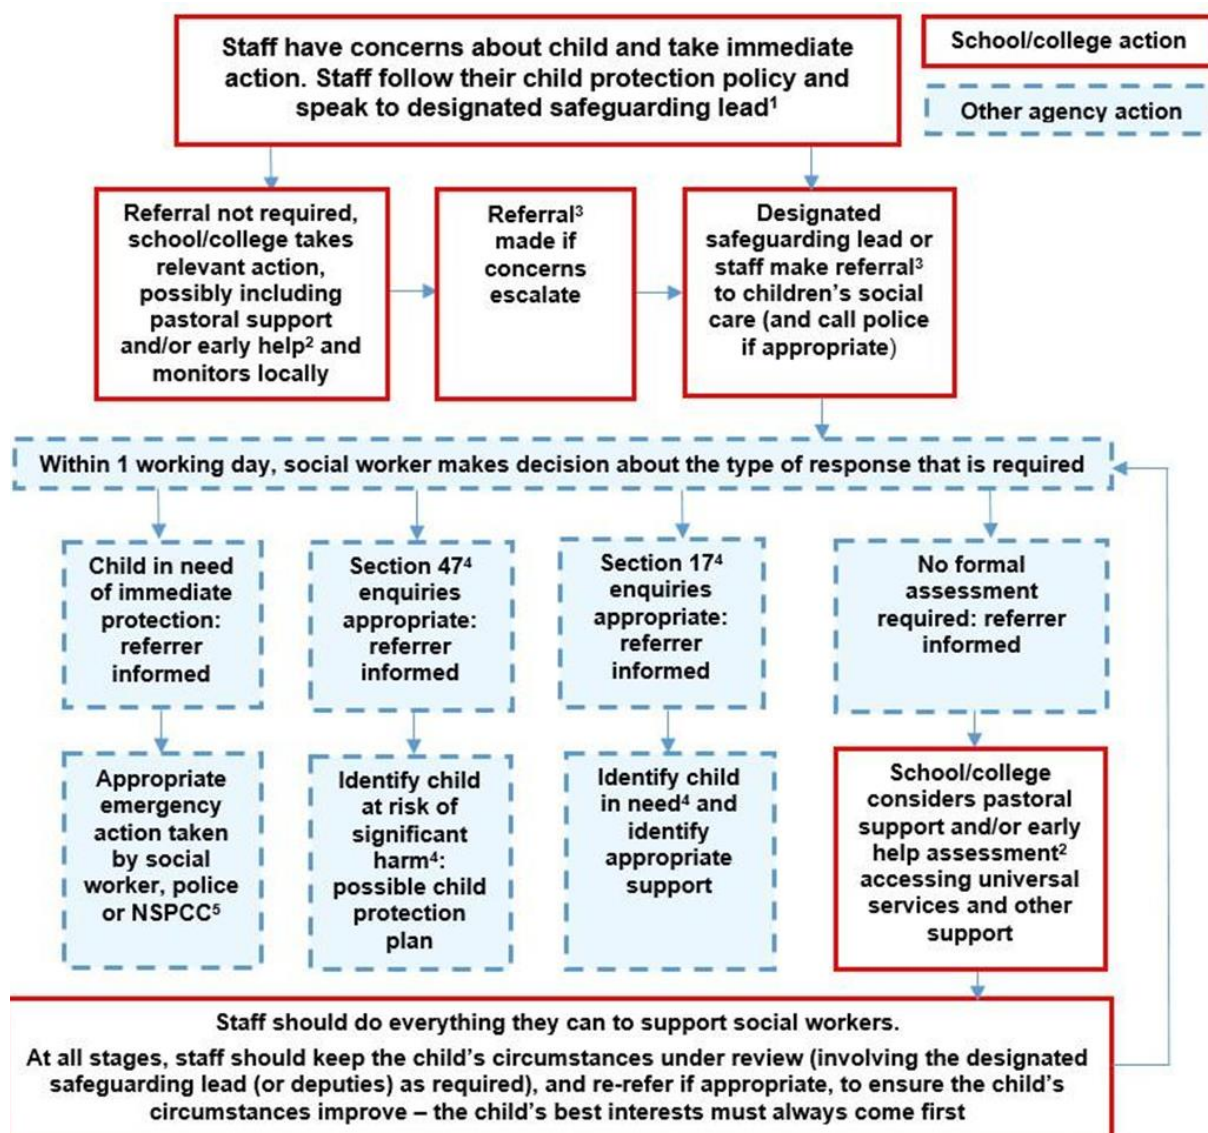 Staff have concerns about child and take immediate
action. Staff follow their child protection policy and
speak to designated safeguarding lead¹
School/college action
Other agency action
Referral not required,
school/college takes
relevant action,
possibly including
pastoral support
and/or early help² and
monitors locally
Referral³
made if
concerns
escalate
Designated
safeguarding lead or
staff make referral³
to children’s social
care (and call police
if appropriate)
Within 1 working day, social worker makes decision about the type of response that is required
Child in need
of immediate
protection:
referrer
informed
Section 47⁴
enquiries
appropriate:
referrer
informed
Section 17⁴
enquiries
appropriate:
referrer
informed
No formal
assessment
required: referrer
informed
Appropriate
emergency
action taken
by social
worker, police
or NSPCC⁵
Identify child
at risk of
significant
harm⁴:
possible child
protection
plan
Identify child
in need⁴ and
identify
appropriate
support
School/college
considers pastoral
support and/or early
help assessment²
accessing universal
services and other
support
Staff should do everything they can to support social workers.
At all stages, staff should keep the child’s circumstances under review (involving the designated
safeguarding lead (or deputies) as required), and re-refer if appropriate, to ensure the child’s
circumstances improve – the child’s best interests must always come first